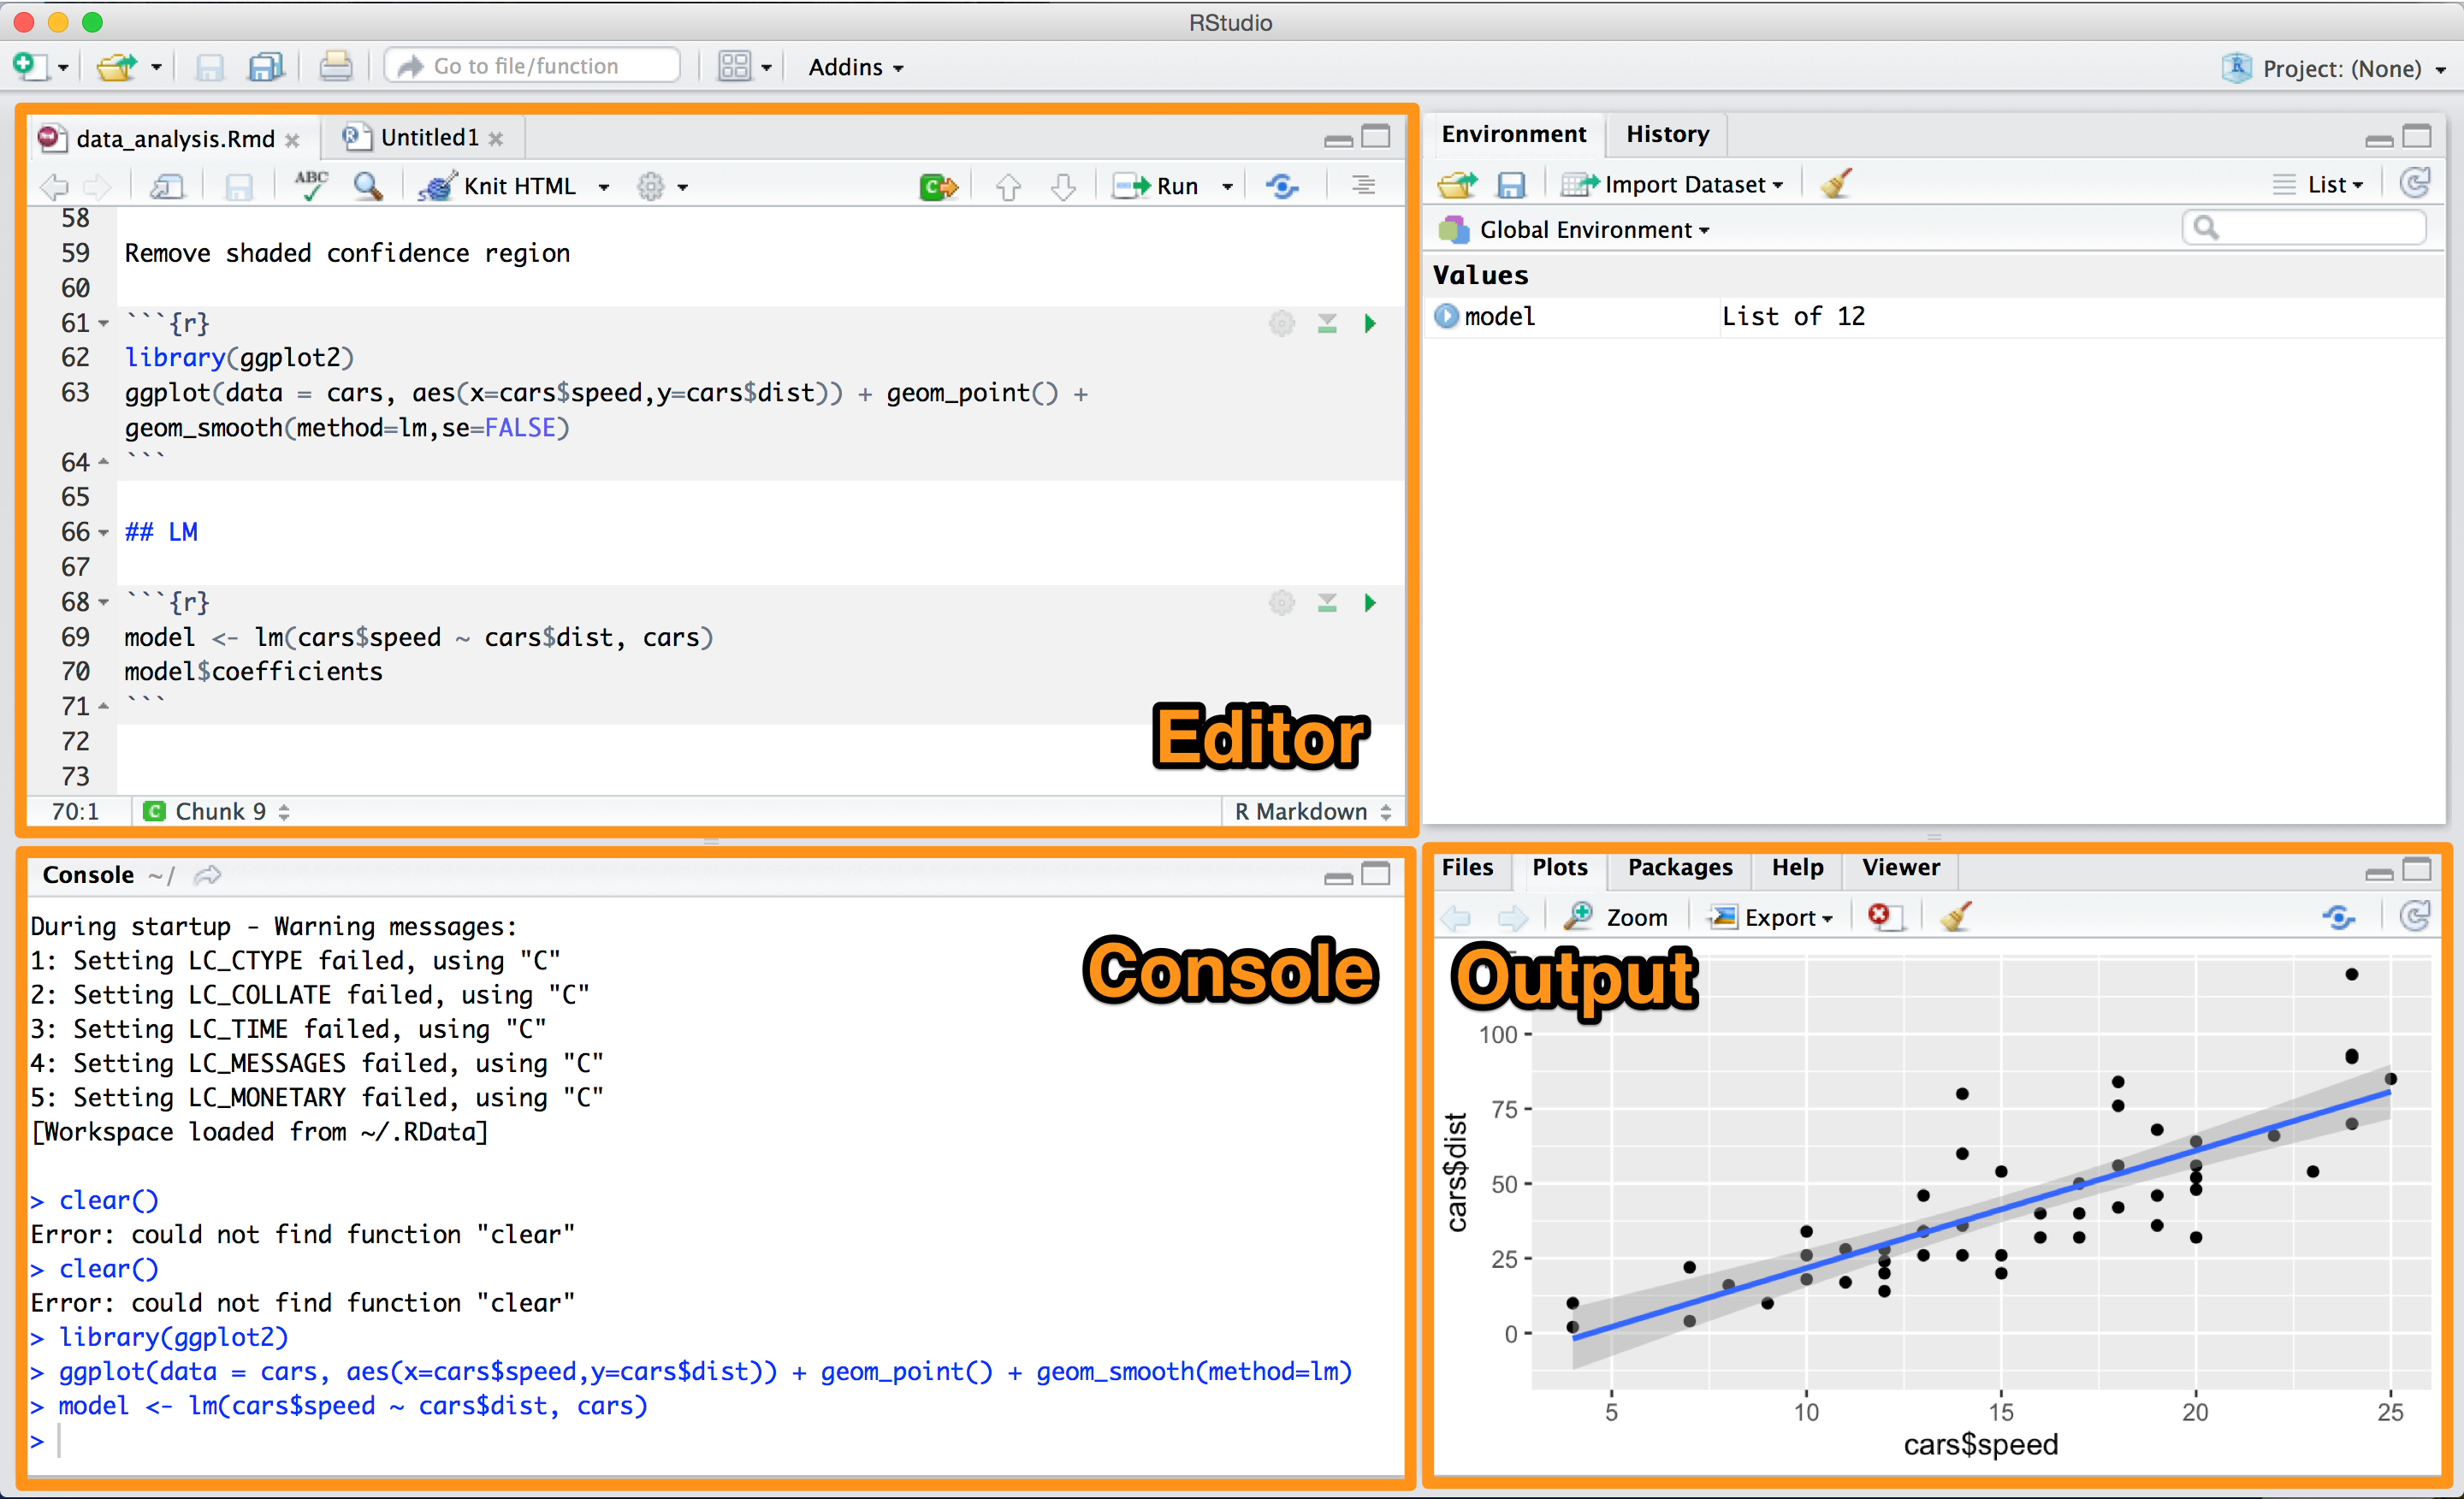 RStudio
Go to file/function
Addins
Project: (None)
data_analysis.Rmd
Untitled1
ABC
Knit HTML
Run
58
59 Remove shaded confidence region
60
61 ```{r}
62 library(ggplot2)
63 ggplot(data = cars, aes(x=cars$speed,y=cars$dist)) + geom_point() +
geom_smooth(method=lm,se=FALSE)
64 ```
65
66 ## LM
67
68 ```{r}
69 model <- lm(cars$speed ~ cars$dist, cars)
70 model$coefficients
71 ```
72
73
Editor
70:1 Chunk 9 R Markdown
Environment History
Import Dataset List
Global Environment
Values
model List of 12
Console ~/
During startup - Warning messages:
1: Setting LC_CTYPE failed, using "C"
2: Setting LC_COLLATE failed, using "C"
3: Setting LC_TIME failed, using "C"
4: Setting LC_MESSAGES failed, using "C"
5: Setting LC_MONETARY failed, using "C"
[Workspace loaded from ~/.RData]
> clear()
Error: could not find function "clear"
> clear()
Error: could not find function "clear"
> library(ggplot2)
> ggplot(data = cars, aes(x=cars$speed,y=cars$dist)) + geom_point() + geom_smooth(method=lm)
> model <- lm(cars$speed ~ cars$dist, cars)
>
Console
Files Plots Packages Help Viewer
Zoom Export
Output
100
75
50
25
0
cars$dist
5 10 15 20 25
cars$speed